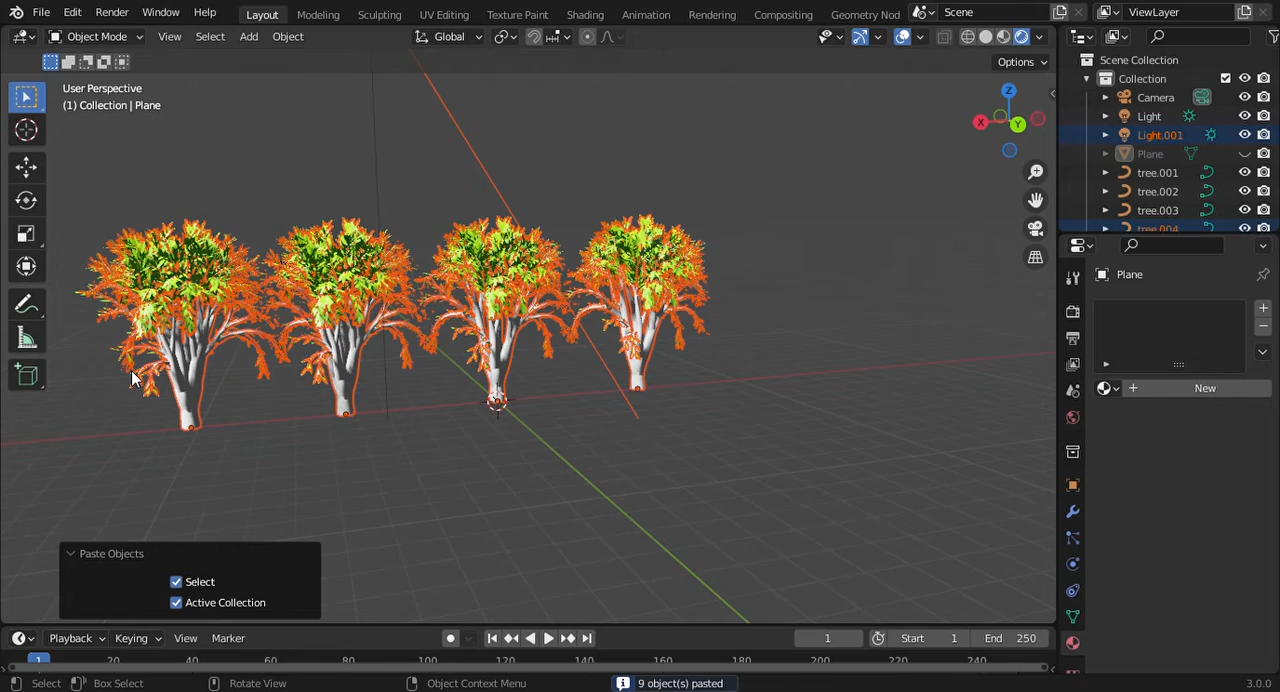 File Edit Render Window Help Layout Modeling Sculpting UV Editing Texture Paint Shading Animation Rendering Compositing Geometry Nod Scene ViewLayer
Object Mode View Select Add Object Global
Options
User Perspective
(1) Collection | Plane
Z
X
Y
Scene Collection
Collection
Camera
Light
Light.001
Plane
tree.001
tree.002
tree.003
tree.004
Plane
New
Paste Objects
Select
Active Collection
Playback Keying View Marker 1 Start 1 End 250
1 20 40 60 80 100 120 140 160 180 200 220 240
Select Box Select Rotate View Object Context Menu 9 object(s) pasted 3.0.0